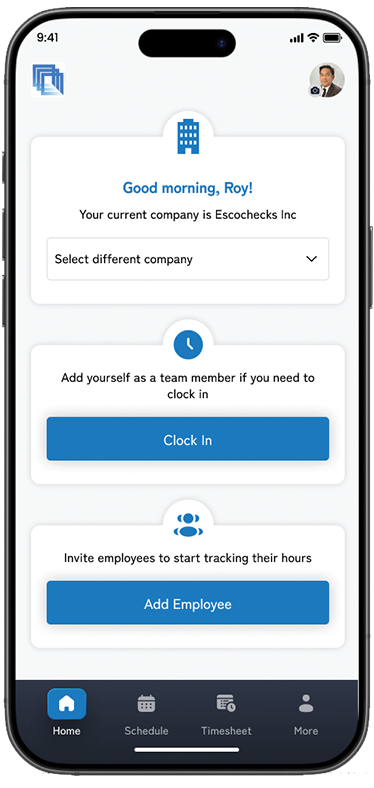 9:41
Good morning, Roy!
Your current company is Escochecks Inc
Select different company
Add yourself as a team member if you need to
clock in
Clock In
Invite employees to start tracking their hours
Add Employee
Home
Schedule
Timesheet
More